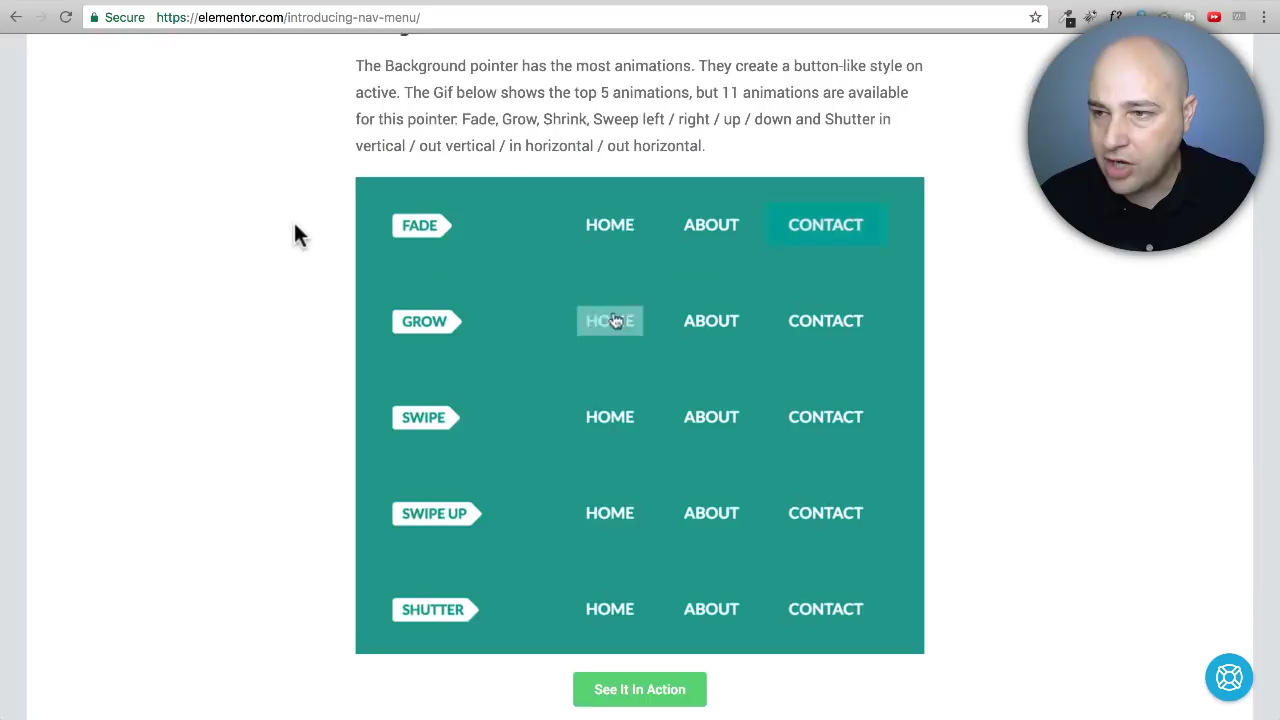 Secure https://elementor.com/introducing-nav-menu/
The Background pointer has the most animations. They create a button-like style on
active. The Gif below shows the top 5 animations, but 11 animations are available
for this pointer: Fade, Grow, Shrink, Sweep left / right / up / down and Shutter in
vertical / out vertical / in horizontal / out horizontal.
FADE HOME ABOUT CONTACT
GROW HOME ABOUT CONTACT
SWIPE HOME ABOUT CONTACT
SWIPE UP HOME ABOUT CONTACT
SHUTTER HOME ABOUT CONTACT
See It In Action